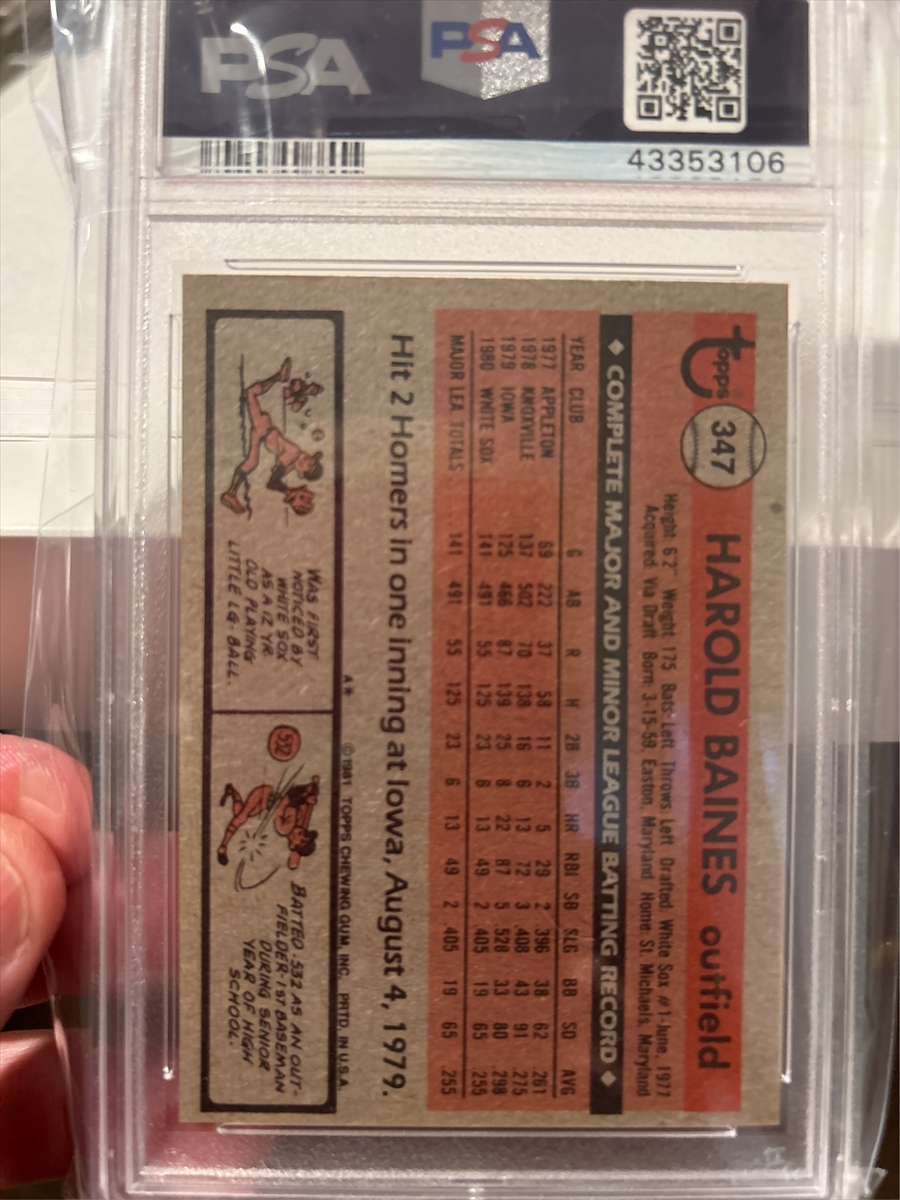 PSA
PSA
43353106
Topps
347
HAROLD BAINES outfield
Height: 6'2" Weight: 175 Bats: Left Throws: Left Drafted: White Sox #1-June, 1977
Acquired: Via Draft Born: 3-15-59, Easton, Maryland Home: St. Michaels, Maryland
◆ COMPLETE MAJOR AND MINOR LEAGUE BATTING RECORD ◆
YEAR CLUB G AB R H 2B 3B HR RBI SB SLG BB SO AVG
1977 APPLETON 69 222 37 58 11 2 5 29 2 396 38 62 261
1978 KNOXVILLE 137 502 70 138 16 6 13 72 3 408 43 91 275
1979 IOWA 125 466 87 139 25 8 22 87 5 528 33 80 298
1980 WHITE SOX 141 491 55 125 23 6 13 49 2 405 19 65 255
MAJOR LEA. TOTALS 141 491 55 125 23 6 13 49 2 405 19 65 255
Hit 2 Homers in one inning at Iowa, August 4, 1979.
A* ©1981 TOPPS CHEWING GUM, INC. PRTD. IN U.S.A.
WAS FIRST
NOTICED BY
WHITE SOX
AS A 12 YR.
OLD PLAYING
LITTLE LG. BALL.
532
BATTED .532 AS AN OUT-
FIELDER-1ST BASEMAN
DURING SENIOR
YEAR OF HIGH
SCHOOL.